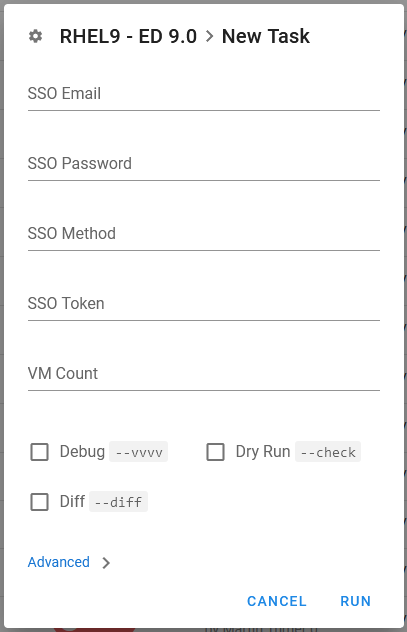 RHEL9 - ED 9.0 > New Task
SSO Email
SSO Password
SSO Method
SSO Token
VM Count
Debug --vvvv Dry Run --check
Diff --diff
Advanced >
CANCEL RUN